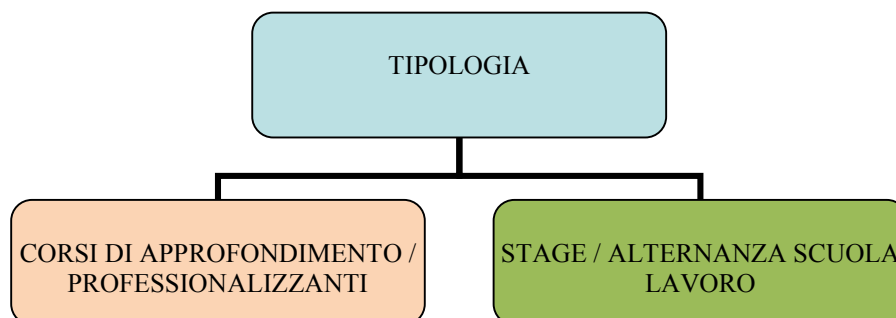 TIPOLOGIA
CORSI DI APPROFONDIMENTO /
PROFESSIONALIZZANTI
STAGE / ALTERNANZA SCUOLA
LAVORO